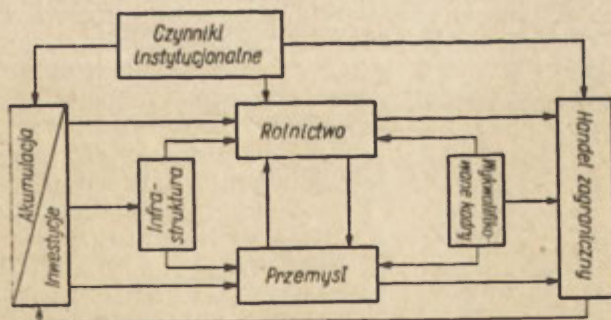 Czynniki
instytucjonalne
Akumulacja
Inwestycje
Infra-
struktura
Rolnictwo
Przemysł
Wykwalifiko-
wane kadry
Handel zagraniczny